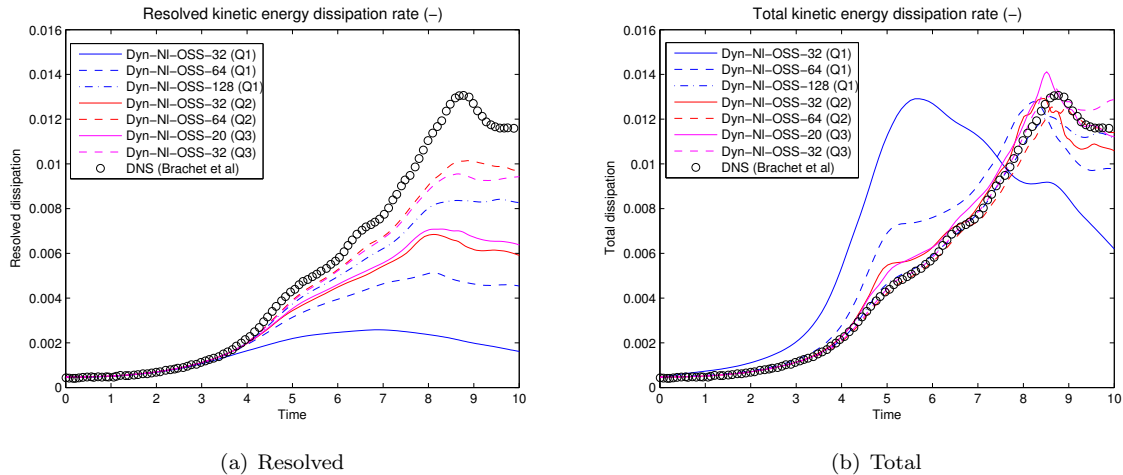 Resolved kinetic energy dissipation rate (−)
0.016
0.014
0.012
0.01
0.008
0.006
0.004
0.002
0
Resolved dissipation
Dyn−Nl−OSS−32 (Q1)
Dyn−Nl−OSS−64 (Q1)
Dyn−Nl−OSS−128 (Q1)
Dyn−Nl−OSS−32 (Q2)
Dyn−Nl−OSS−64 (Q2)
Dyn−Nl−OSS−20 (Q3)
Dyn−Nl−OSS−32 (Q3)
DNS (Brachet et al)
0 1 2 3 4 5 6 7 8 9 10
Time
(a) Resolved
Total kinetic energy dissipation rate (−)
0.016
0.014
0.012
0.01
0.008
0.006
0.004
0.002
0
Total dissipation
Dyn−Nl−OSS−32 (Q1)
Dyn−Nl−OSS−64 (Q1)
Dyn−Nl−OSS−128 (Q1)
Dyn−Nl−OSS−32 (Q2)
Dyn−Nl−OSS−64 (Q2)
Dyn−Nl−OSS−20 (Q3)
Dyn−Nl−OSS−32 (Q3)
DNS (Brachet et al)
0 1 2 3 4 5 6 7 8 9 10
Time
(b) Total